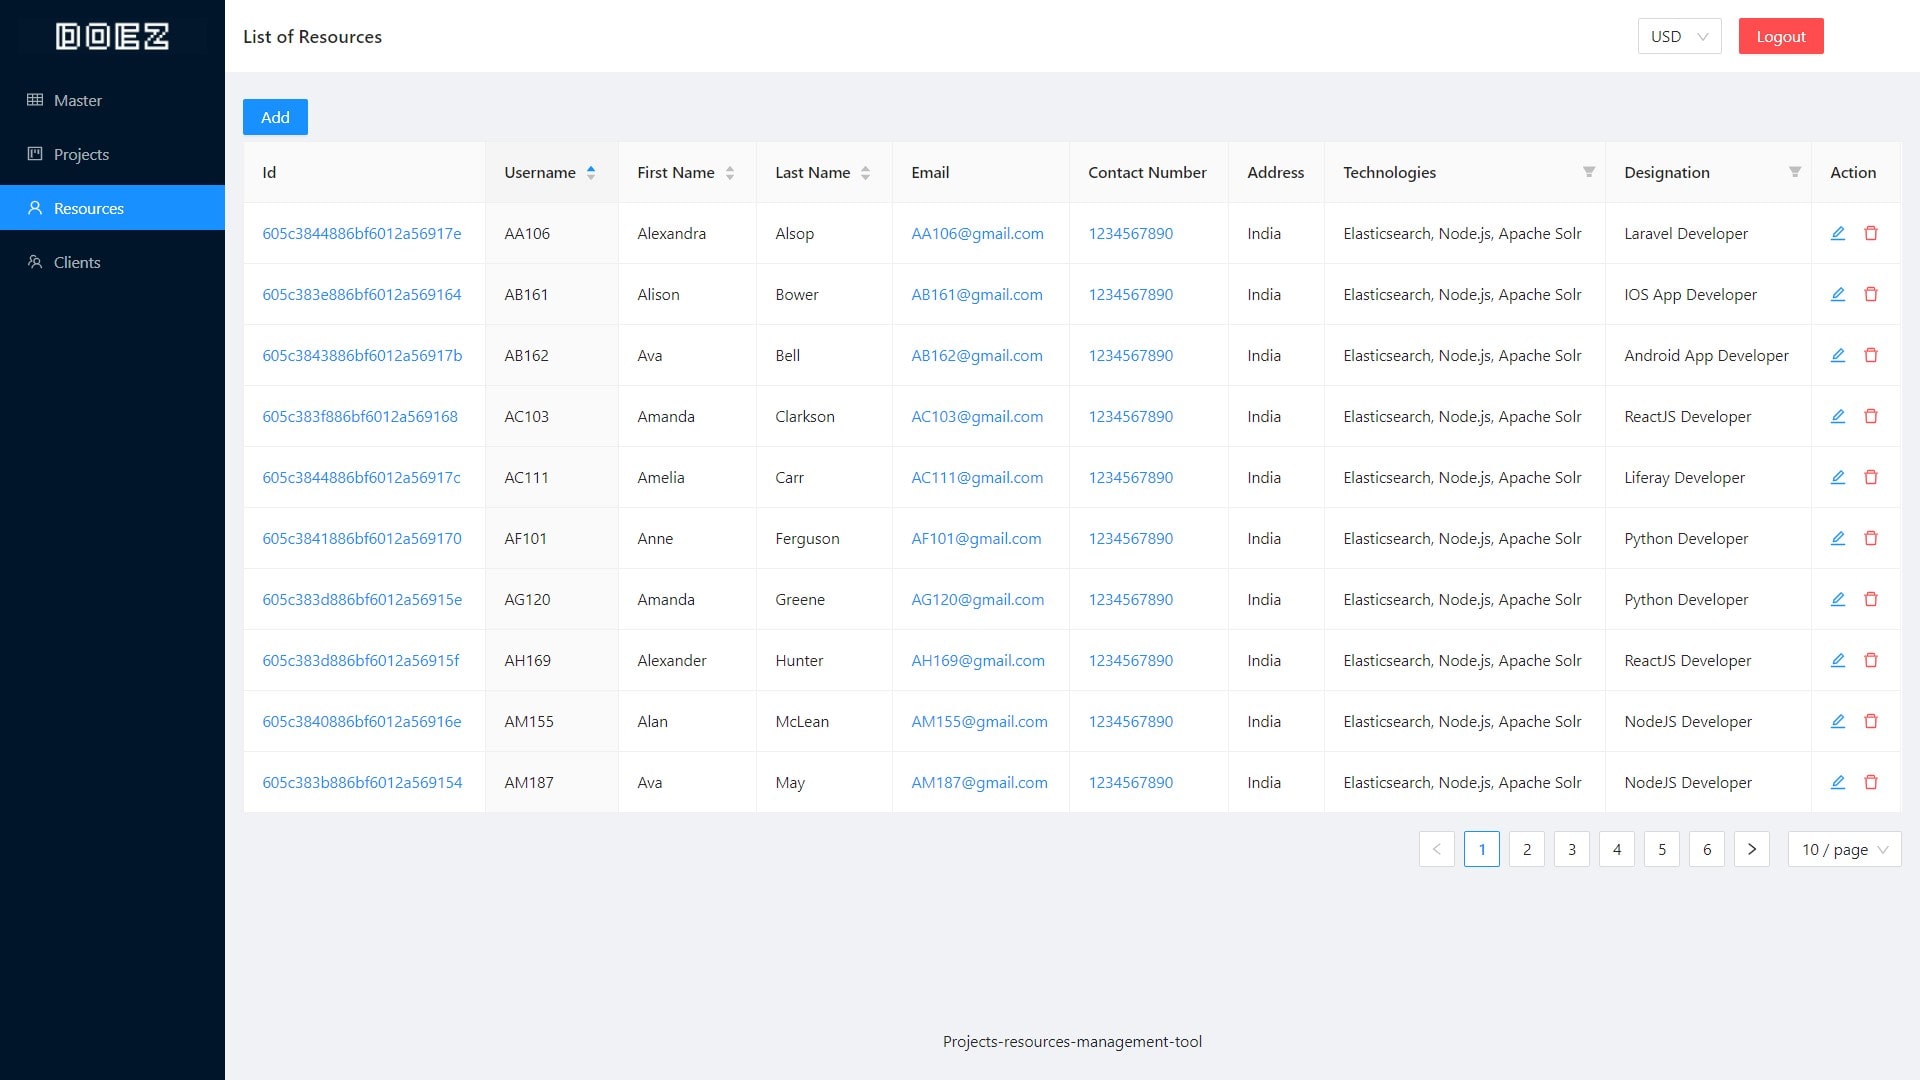 DOEZ
List of Resources
USD
Logout
Master
Projects
Resources
Clients
Add
Id Username First Name Last Name Email Contact Number Address Technologies Designation Action
605c3844886bf6012a56917e AA106 Alexandra Alsop AA106@gmail.com 1234567890 India Elasticsearch, Node.js, Apache Solr Laravel Developer
605c383e886bf6012a569164 AB161 Alison Bower AB161@gmail.com 1234567890 India Elasticsearch, Node.js, Apache Solr IOS App Developer
605c3843886bf6012a56917b AB162 Ava Bell AB162@gmail.com 1234567890 India Elasticsearch, Node.js, Apache Solr Android App Developer
605c383f886bf6012a569168 AC103 Amanda Clarkson AC103@gmail.com 1234567890 India Elasticsearch, Node.js, Apache Solr ReactJS Developer
605c3844886bf6012a56917c AC111 Amelia Carr AC111@gmail.com 1234567890 India Elasticsearch, Node.js, Apache Solr Liferay Developer
605c3841886bf6012a569170 AF101 Anne Ferguson AF101@gmail.com 1234567890 India Elasticsearch, Node.js, Apache Solr Python Developer
605c383d886bf6012a56915e AG120 Amanda Greene AG120@gmail.com 1234567890 India Elasticsearch, Node.js, Apache Solr Python Developer
605c383d886bf6012a56915f AH169 Alexander Hunter AH169@gmail.com 1234567890 India Elasticsearch, Node.js, Apache Solr ReactJS Developer
605c3840886bf6012a56916e AM155 Alan McLean AM155@gmail.com 1234567890 India Elasticsearch, Node.js, Apache Solr NodeJS Developer
605c383b886bf6012a569154 AM187 Ava May AM187@gmail.com 1234567890 India Elasticsearch, Node.js, Apache Solr NodeJS Developer
< 1 2 3 4 5 6 > 10 / page
Projects-resources-management-tool